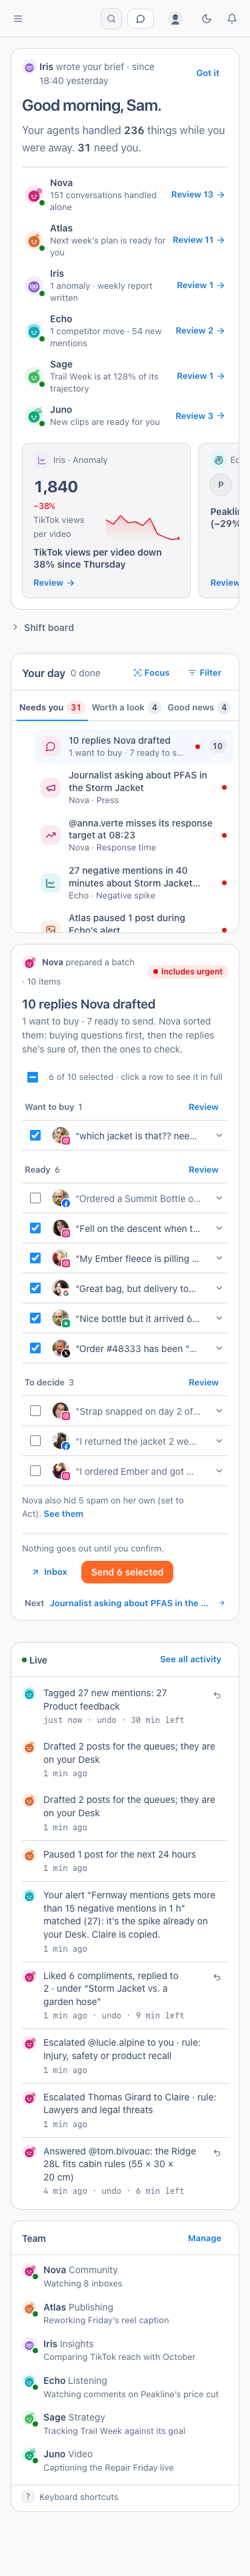 Iris wrote your brief · since
18:40 yesterday
Got it
Good morning, Sam.
Your agents handled 236 things while you
were away. 31 need you.
Nova
151 conversations handled
alone
Review 13 →
Atlas
Next week's plan is ready for
you
Review 11 →
Iris
1 anomaly · weekly report
written
Review 1 →
Echo
1 competitor move · 54 new
mentions
Review 2 →
Sage
Trail Week is at 128% of its
trajectory
Review 1 →
Juno
New clips are ready for you
Review 3 →
Iris · Anomaly
1,840
−38%
TikTok views
per video
TikTok views per video down
38% since Thursday
Review →
Ec
P
Peaklin
(−29%
Review
Shift board
Your day 0 done
Focus
Filter
Needs you 31
Worth a look 4
Good news 4
10 replies Nova drafted
1 want to buy · 7 ready to s...
10
Journalist asking about PFAS in
the Storm Jacket
Nova · Press
@anna.verte misses its response
target at 08:23
Nova · Response time
27 negative mentions in 40
minutes about Storm Jacket...
Echo · Negative spike
Atlas paused 1 post during
Echo's alert
Nova prepared a batch
· 10 items
Includes urgent
10 replies Nova drafted
1 want to buy · 7 ready to send. Nova sorted
them: buying questions first, then the replies
she's sure of, then the ones to check.
6 of 10 selected · click a row to see it in full
Want to buy 1
Review
"which jacket is that?? nee...
Ready 6
Review
"Ordered a Summit Bottle o...
"Fell on the descent when t...
"My Ember fleece is pilling ...
"Great bag, but delivery to...
"Nice bottle but it arrived 6...
"Order #48333 has been "...
To decide 3
Review
"Strap snapped on day 2 of...
"I returned the jacket 2 we...
"I ordered Ember and got ...
Nova also hid 5 spam on her own (set to
Act). See them
Nothing goes out until you confirm.
Inbox
Send 6 selected
Next Journalist asking about PFAS in the ... →
Live
See all activity
Tagged 27 new mentions: 27
Product feedback
just now · undo · 30 min left
Drafted 2 posts for the queues; they are
on your Desk
1 min ago
Drafted 2 posts for the queues; they are
on your Desk
1 min ago
Paused 1 post for the next 24 hours
1 min ago
Your alert "Fernway mentions gets more
than 15 negative mentions in 1 h"
matched (27): it's the spike already on
your Desk. Claire is copied.
1 min ago
Liked 6 compliments, replied to
2 · under "Storm Jacket vs. a
garden hose"
1 min ago · undo · 9 min left
Escalated @lucie.alpine to you · rule:
Injury, safety or product recall
1 min ago
Escalated Thomas Girard to Claire · rule:
Lawyers and legal threats
1 min ago
Answered @tom.bivouac: the Ridge
28L fits cabin rules (55 × 30 ×
20 cm)
4 min ago · undo · 6 min left
Team
Manage
Nova Community
Watching 8 inboxes
Atlas Publishing
Reworking Friday's reel caption
Iris Insights
Comparing TikTok reach with October
Echo Listening
Watching comments on Peakline's price cut
Sage Strategy
Tracking Trail Week against its goal
Juno Video
Captioning the Repair Friday live
? Keyboard shortcuts